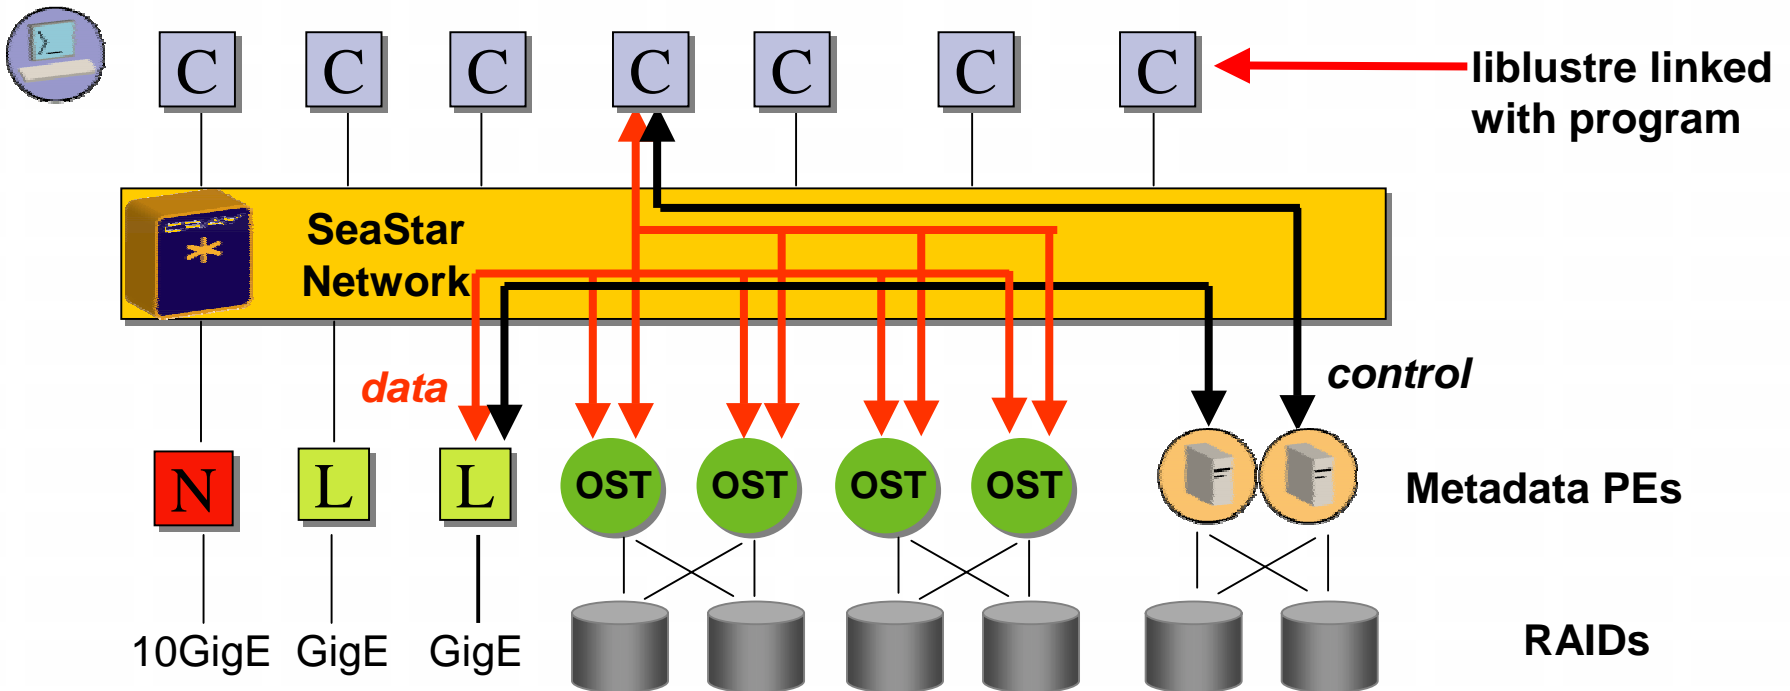 C C C C C C C
liblustre linked
with program
SeaStar
Network
data
control
N L L OST OST OST OST
Metadata PEs
10GigE GigE GigE
RAIDs